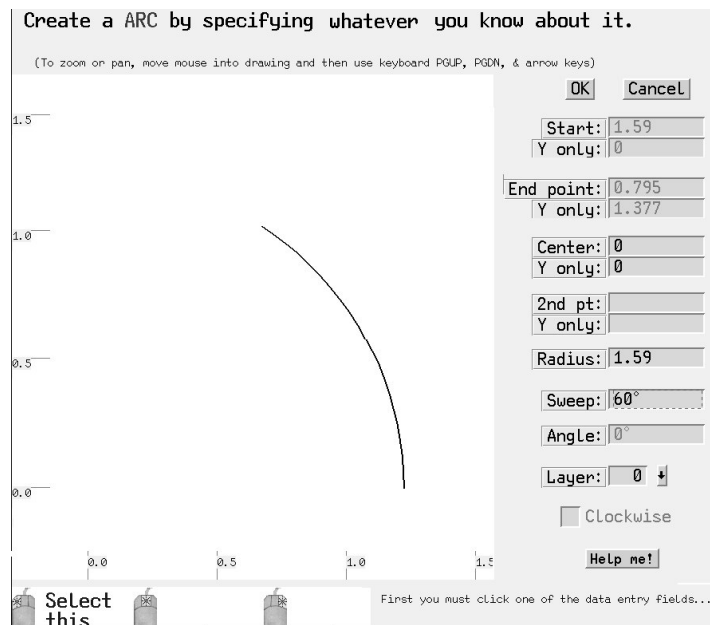 Create a ARC by specifying whatever you know about it.
(To zoom or pan, move mouse into drawing and then use keyboard PGUP, PGDN, & arrow keys)
OK Cancel
1.5
Start: 1.59
Y only: 0
End point: 0.795
Y only: 1.377
1.0
Center: 0
Y only: 0
2nd pt:
Y only:
0.5
Radius: 1.59
Sweep: 60°
Angle: 0°
Layer: 0
0.0
Clockwise
0.0 0.5 1.0 1.5
Help me!
Select
this
First you must click one of the data entry fields...